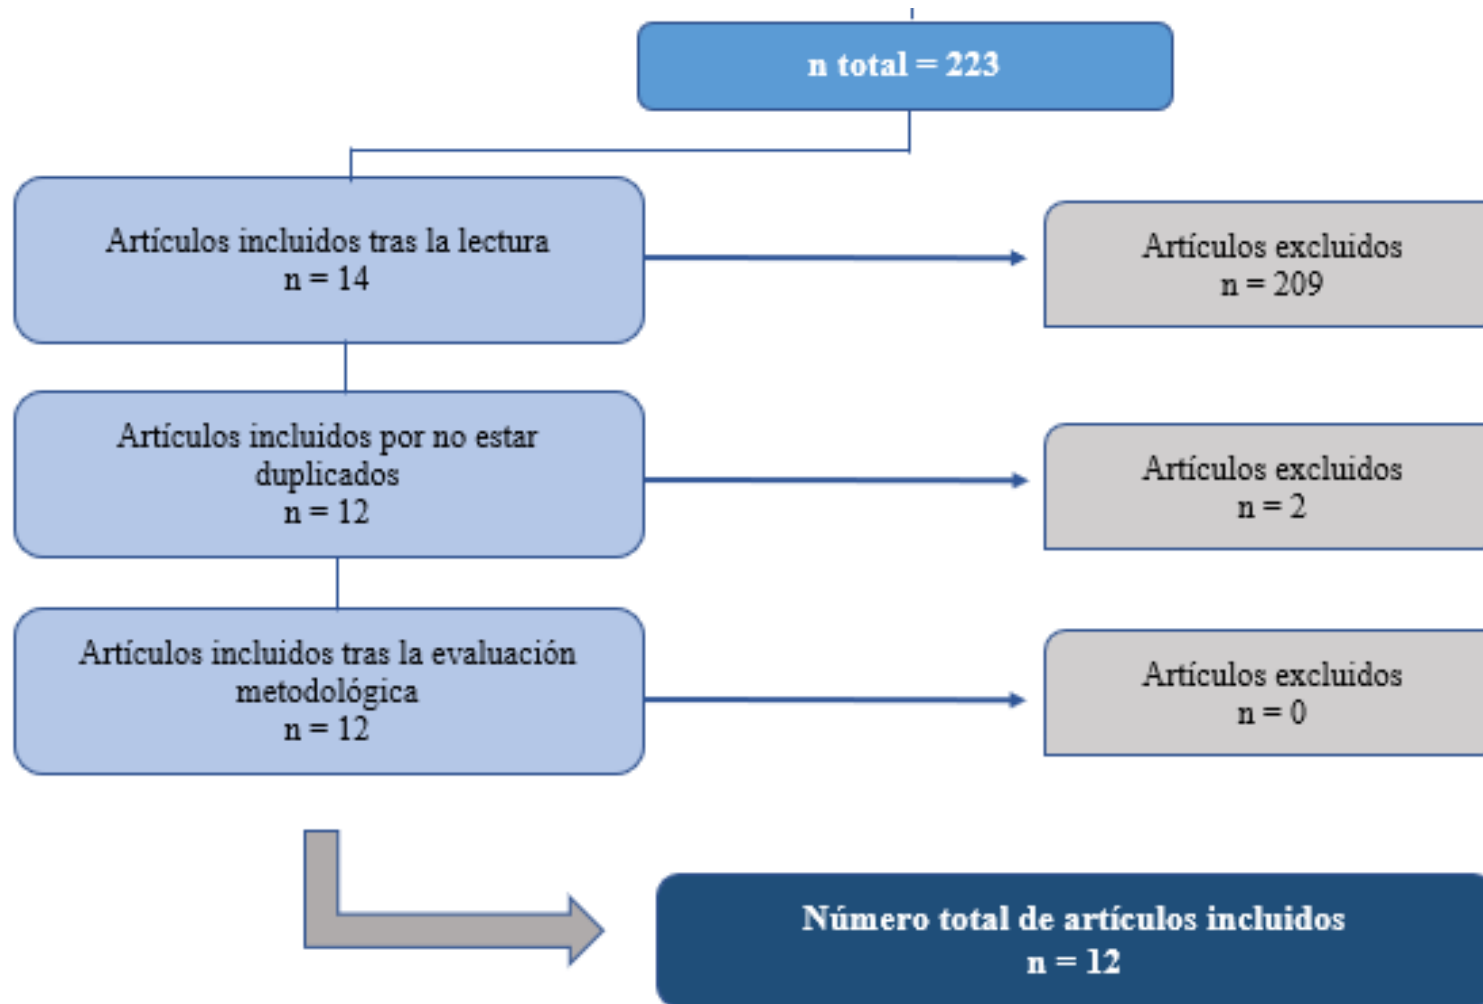 n total = 223
Artículos incluidos tras la lectura
n = 14
Artículos excluidos
n = 209
Artículos incluidos por no estar
duplicados
n = 12
Artículos excluidos
n = 2
Artículos incluidos tras la evaluación
metodológica
n = 12
Artículos excluidos
n = 0
Número total de artículos incluidos
n = 12